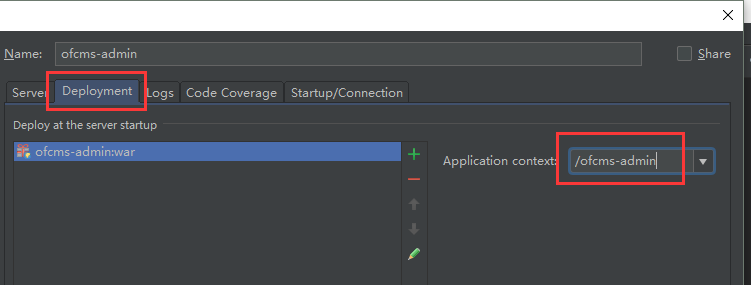 Name: ofcms-admin Share
Server Deployment Logs Code Coverage Startup/Connection
Deploy at the server startup
ofcms-admin:war
Application context: /ofcms-admin